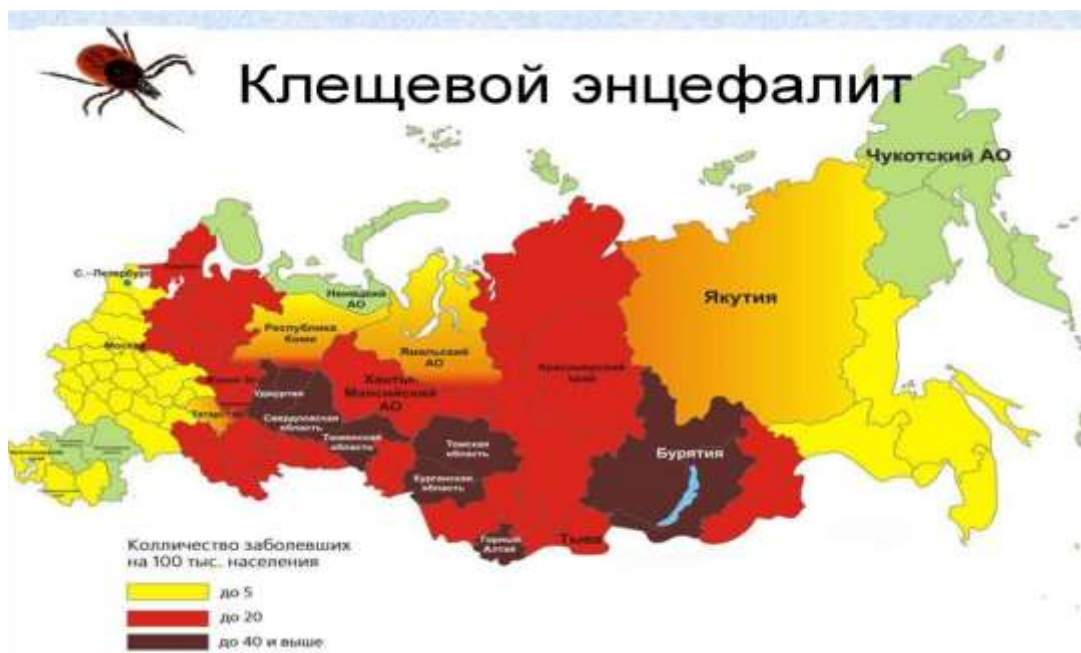 Клещевой энцефалит
Чукотский АО
С.-Петербург
Ненецкий
АО
Якутия
Республика
Коми
Москва
Ямальский
АО
Красноярский
край
Ханты-
Мансийский
АО
Удмуртия
Татарстан
Свердловская
область
Тюменская
область
Томская
область
Бурятия
Курганская
область
Горный
Алтай
Тыва
Колличество заболевших
на 100 тыс. населения
до 5
до 20
до 40 и выше